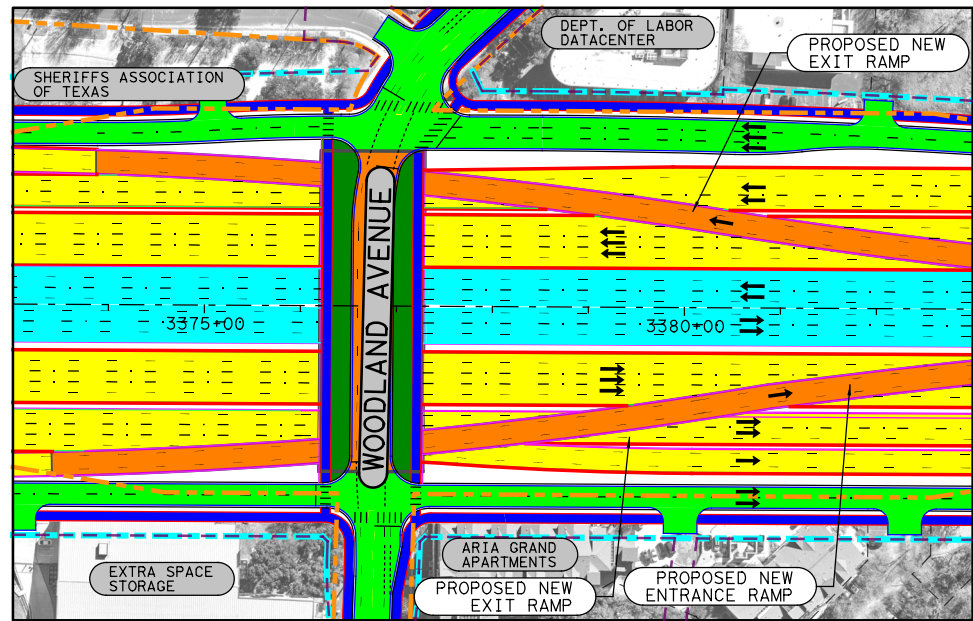 DEPT. OF LABOR
DATACENTER
PROPOSED NEW
EXIT RAMP
SHERIFFS ASSOCIATION
OF TEXAS
WOODLAND AVENUE
3375+00
3380+00
EXTRA SPACE
STORAGE
ARIA GRAND
APARTMENTS
PROPOSED NEW
EXIT RAMP
PROPOSED NEW
ENTRANCE RAMP